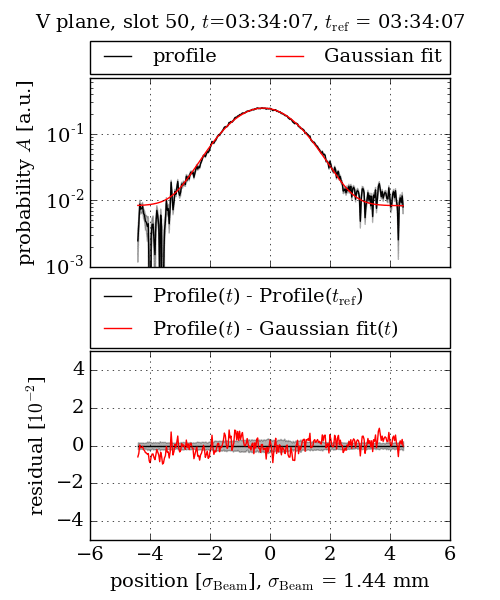 V plane, slot 50, t=03:34:07, t_ref = 03:34:07
profile Gaussian fit
probability A [a.u.]
10^-1
10^-2
10^-3
Profile(t) - Profile(t_ref)
Profile(t) - Gaussian fit(t)
residual [10^-2]
4
2
0
−2
−4
−6 −4 −2 0 2 4 6
position [σ_Beam], σ_Beam = 1.44 mm